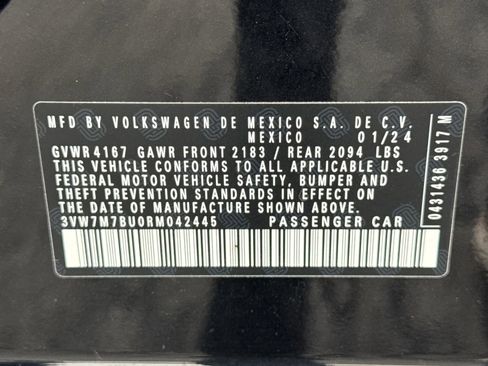 MFD BY VOLKSWAGEN DE MEXICO S.A. DE C.V.
MEXICO 01/24
GVWR 4167 GAWR FRONT 2183 / REAR 2094 LBS
THIS VEHICLE CONFORMS TO ALL APPLICABLE U.S.
FEDERAL MOTOR VEHICLE SAFETY, BUMPER AND
THEFT PREVENTION STANDARDS IN EFFECT ON THE
DATE OF MANUFACTURE SHOWN ABOVE.
3VW7M7BU0RM042445 PASSENGER CAR
0431436 3917 M